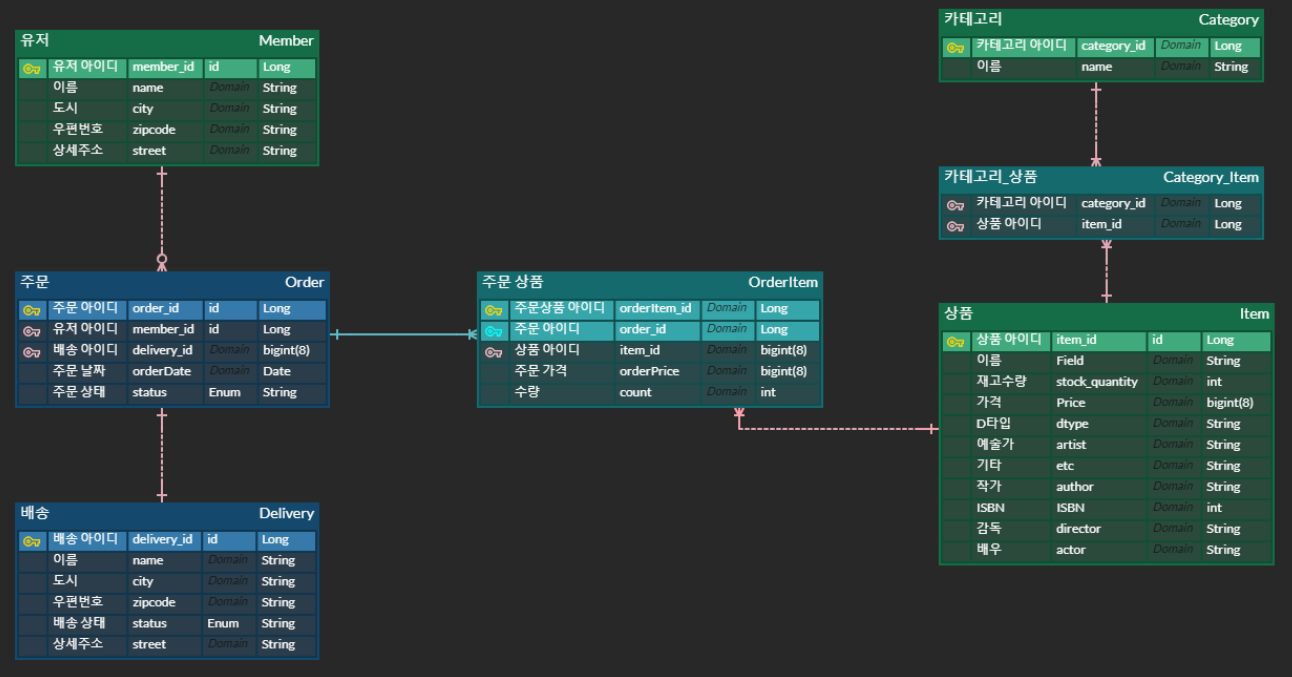 유저 Member
유저 아이디 member_id id Long
이름 name Domain String
도시 city Domain String
우편번호 zipcode Domain String
상세주소 street Domain String
주문 Order
주문 아이디 order_id id Long
유저 아이디 member_id id Long
배송 아이디 delivery_id Domain bigint(8)
주문 날짜 orderDate Domain Date
주문 상태 status Enum String
배송 Delivery
배송 아이디 delivery_id id Long
이름 name Domain String
도시 city Domain String
우편번호 zipcode Domain String
배송 상태 status Enum String
상세주소 street Domain String
주문 상품 OrderItem
주문상품 아이디 orderItem_id Domain Long
주문 아이디 order_id Domain Long
상품 아이디 item_id Domain bigint(8)
주문 가격 orderPrice Domain bigint(8)
수량 count Domain int
카테고리 Category
카테고리 아이디 category_id Domain Long
이름 name Domain String
카테고리_상품 Category_Item
카테고리 아이디 category_id Domain Long
상품 아이디 item_id Domain Long
상품 Item
상품 아이디 item_id id Long
이름 Field Domain String
재고수량 stock_quantity Domain int
가격 Price Domain bigint(8)
D타입 dtype Domain String
예술가 artist Domain String
기타 etc Domain String
작가 author Domain String
ISBN ISBN Domain int
감독 director Domain String
배우 actor Domain String